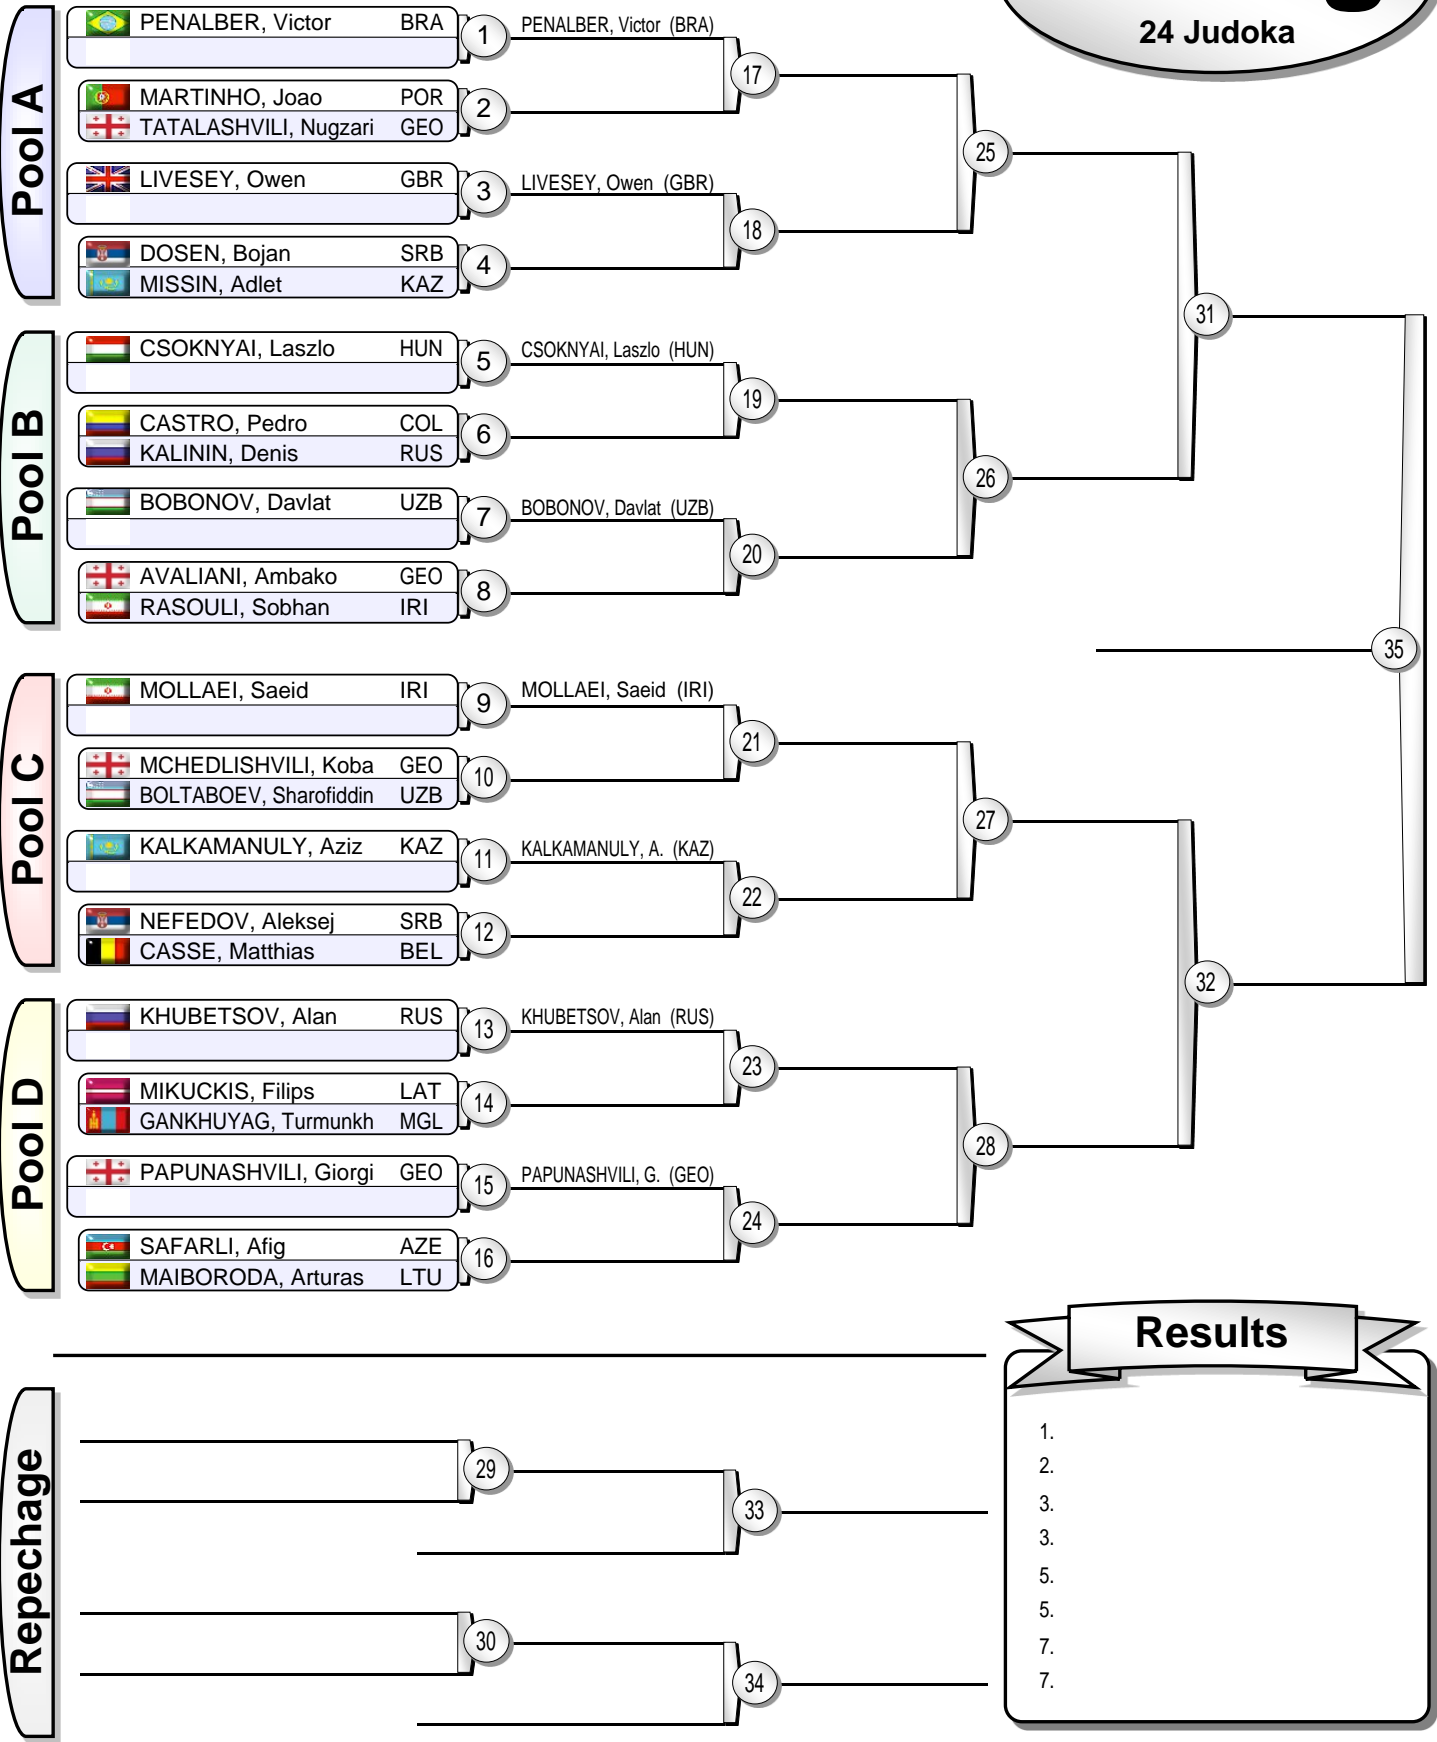 24 Judoka
Pool A
PENALBER, Victor BRA
1
PENALBER, Victor (BRA)
17
MARTINHO, Joao POR
TATALASHVILI, Nugzari GEO
2
25
LIVESEY, Owen GBR
3
LIVESEY, Owen (GBR)
18
DOSEN, Bojan SRB
MISSIN, Adlet KAZ
4
31
Pool B
CSOKNYAI, Laszlo HUN
5
CSOKNYAI, Laszlo (HUN)
19
CASTRO, Pedro COL
KALININ, Denis RUS
6
26
BOBONOV, Davlat UZB
7
BOBONOV, Davlat (UZB)
20
AVALIANI, Ambako GEO
RASOULI, Sobhan IRI
8
35
Pool C
MOLLAEI, Saeid IRI
9
MOLLAEI, Saeid (IRI)
21
MCHEDLISHVILI, Koba GEO
BOLTABOEV, Sharofiddin UZB
10
27
KALKAMANULY, Aziz KAZ
11
KALKAMANULY, A. (KAZ)
22
NEFEDOV, Aleksej SRB
CASSE, Matthias BEL
12
32
Pool D
KHUBETSOV, Alan RUS
13
KHUBETSOV, Alan (RUS)
23
MIKUCKIS, Filips LAT
GANKHUYAG, Turmunkh MGL
14
28
PAPUNASHVILI, Giorgi GEO
15
PAPUNASHVILI, G. (GEO)
24
SAFARLI, Afig AZE
MAIBORODA, Arturas LTU
16
Repechage
29
33
30
34
Results
1.
2.
3.
3.
5.
5.
7.
7.